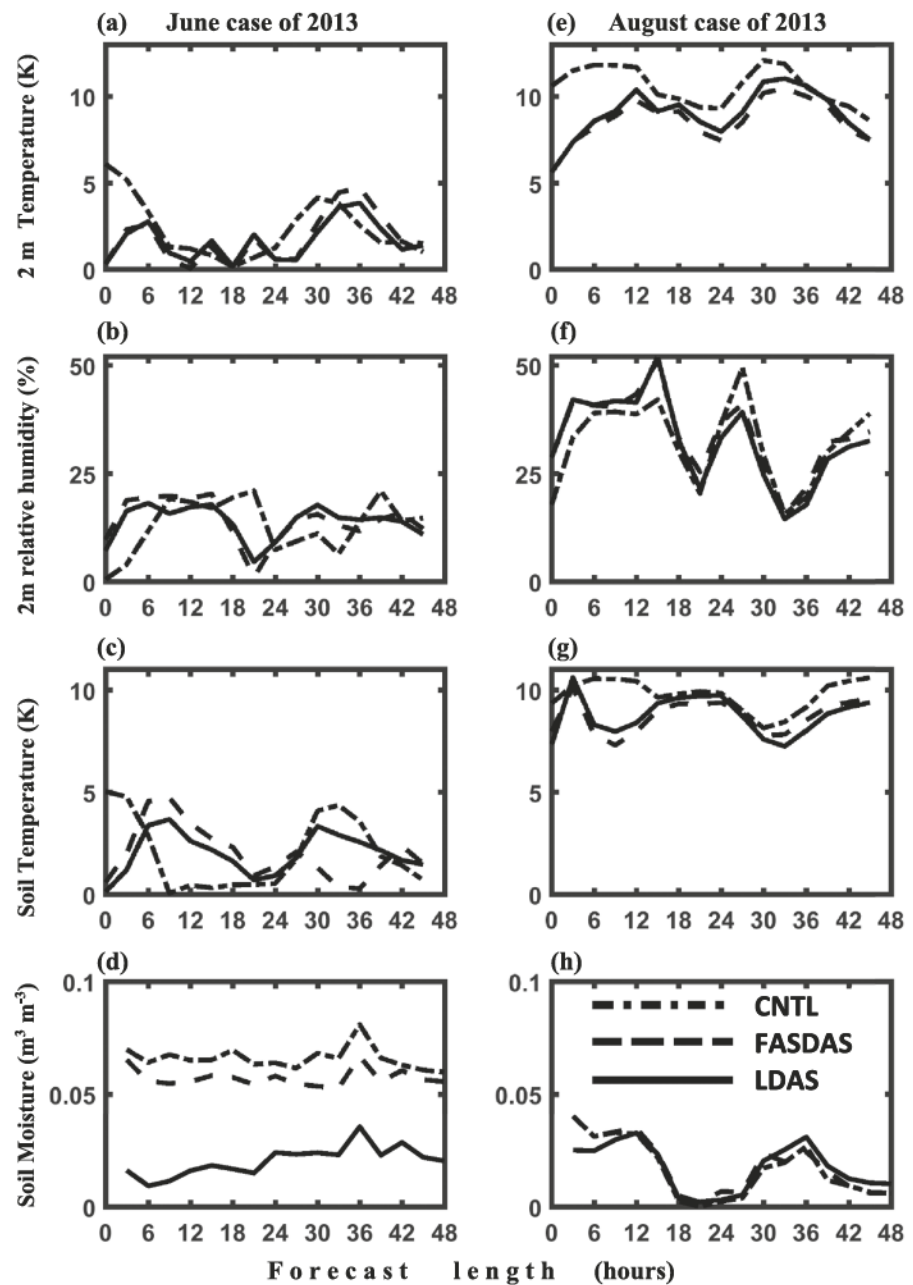 (a) June case of 2013
(e) August case of 2013
2 m Temperature (K)
10
5
0
0 6 12 18 24 30 36 42 48
10
5
0
0 6 12 18 24 30 36 42 48
(b)
(f)
2m relative humidity (%)
50
25
0
0 6 12 18 24 30 36 42 48
50
25
0
0 6 12 18 24 30 36 42 48
(c)
(g)
Soil Temperature (K)
10
5
0
0 6 12 18 24 30 36 42 48
10
5
0
0 6 12 18 24 30 36 42 48
(d)
(h)
Soil Moisture (m³ m⁻³)
0.1
0.05
0
0 6 12 18 24 30 36 42 48
0.1
0.05
0
0 6 12 18 24 30 36 42 48
CNTL
FASDAS
LDAS
Forecast length (hours)